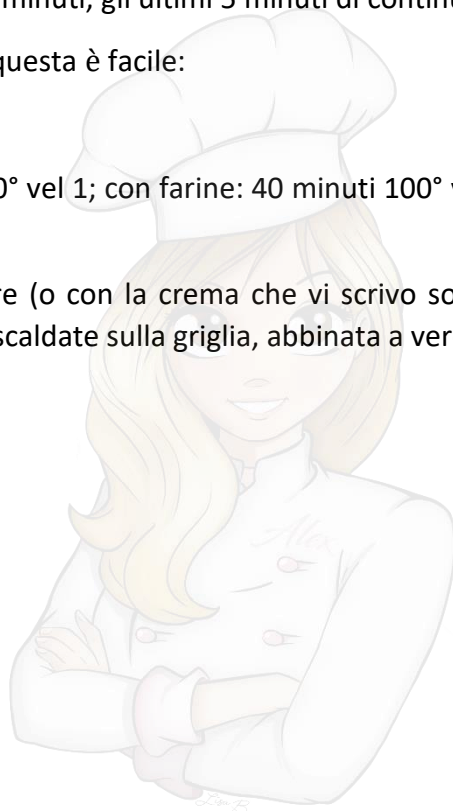 minuti, gli ultimi 5 minuti di contin
questa è facile:
0° vel 1; con farine: 40 minuti 100° v
re (o con la crema che vi scrivo so
scaldate sulla griglia, abbinata a ver
Alex